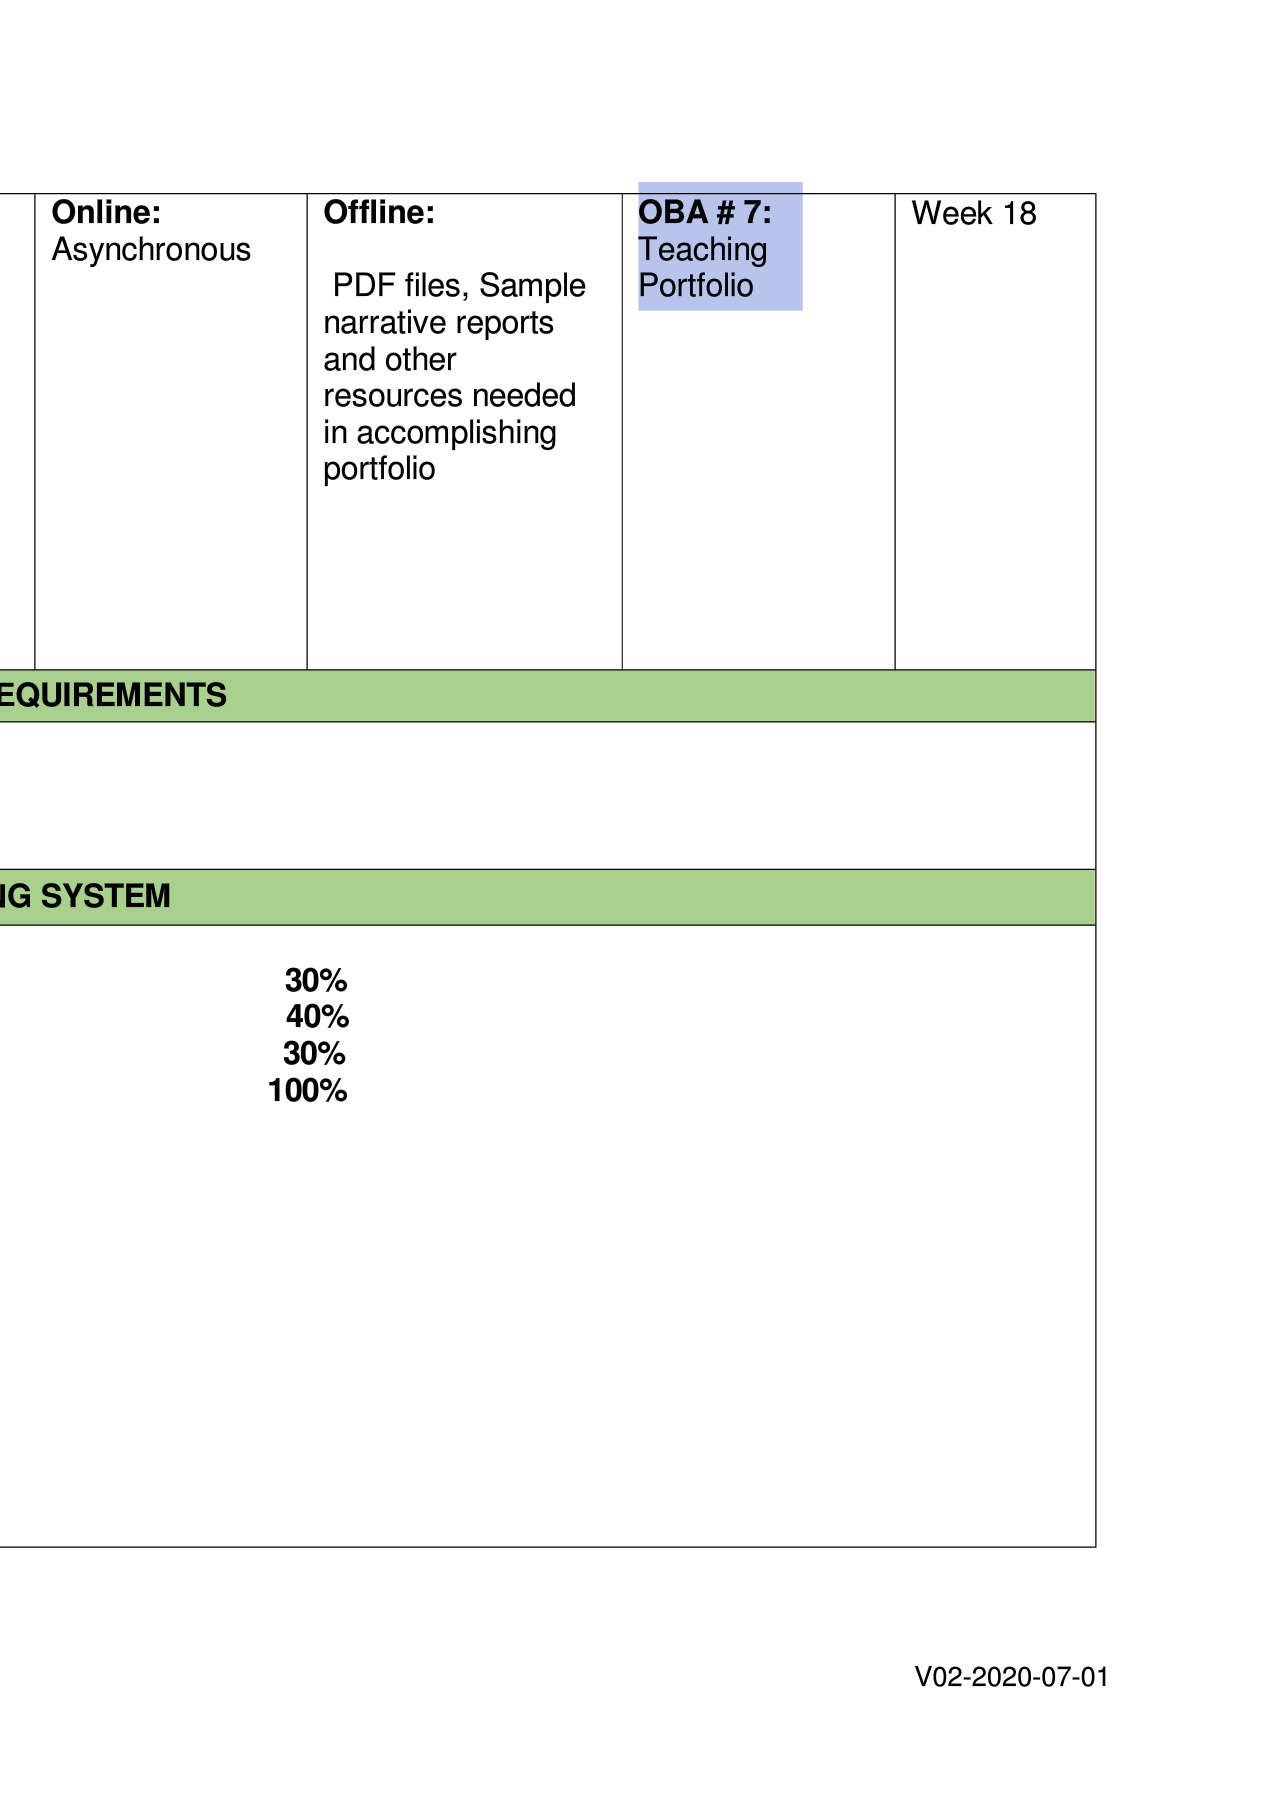 Online:
Asynchronous
Offline:
PDF files, Sample
narrative reports
and other
resources needed
in accomplishing
portfolio
OBA # 7:
Teaching
Portfolio
Week 18
EQUIREMENTS
NG SYSTEM
30%
40%
30%
100%
V02-2020-07-01